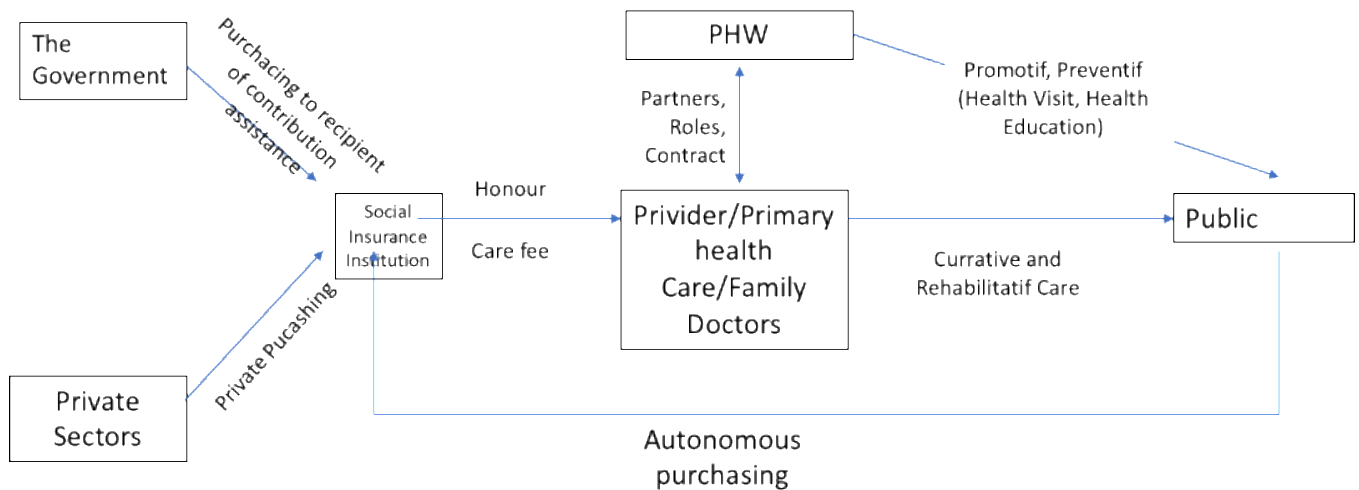 The
Government
Purchacing to recipient
of contribution
assistance
PHW
Partners,
Roles,
Contract
Promotif, Preventif
(Health Visit, Health
Education)
Social
Insurance
Institution
Honour
Care fee
Privider/Primary
health
Care/Family
Doctors
Public
Currative and
Rehabilitatif Care
Private Pucashing
Private
Sectors
Autonomous
purchasing